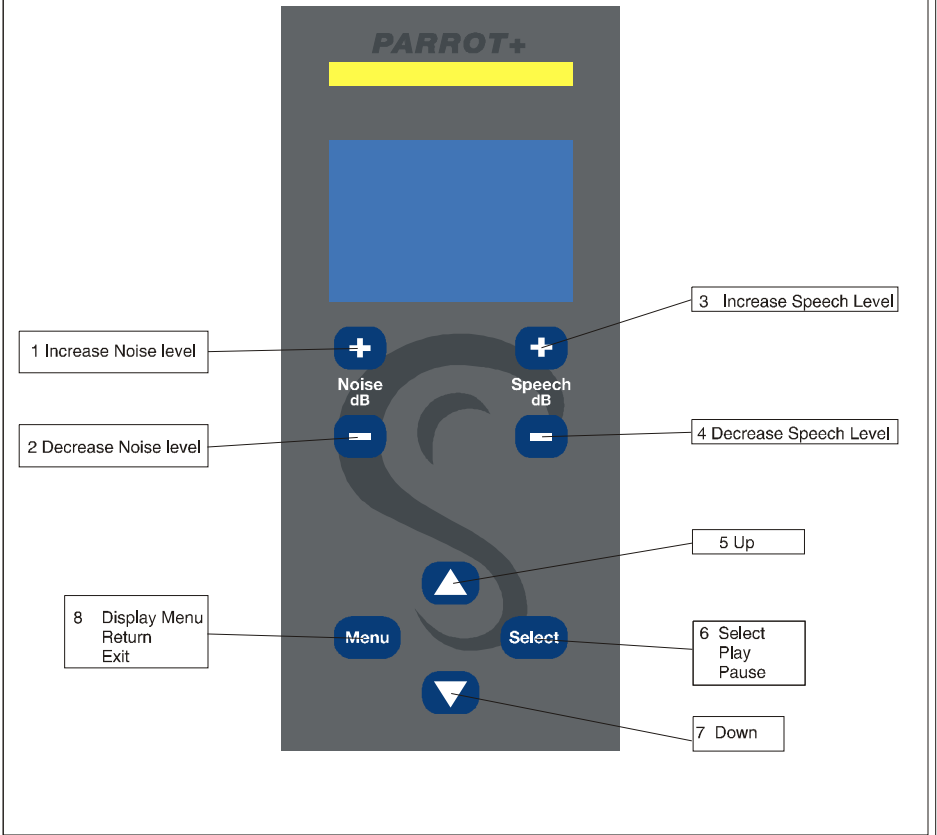 PARROT+
3 Increase Speech Level
1 Increase Noise level
Noise
dB
Speech
dB
2 Decrease Noise level
4 Decrease Speech Level
5 Up
8 Display Menu
Return
Exit
Menu
Select
6 Select
Play
Pause
7 Down